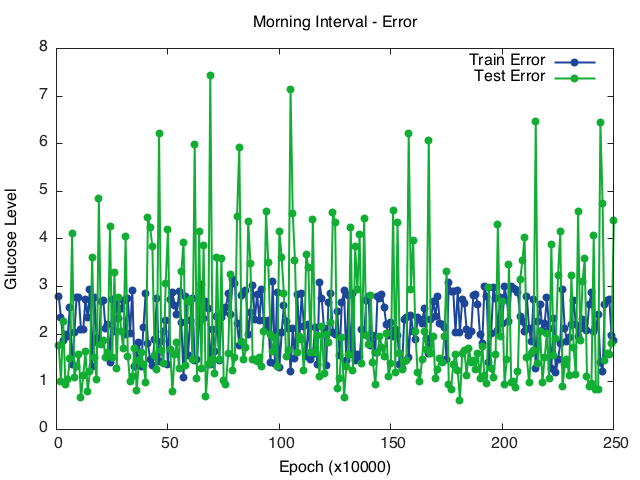 Morning Interval - Error
Train Error
Test Error
8
7
6
5
4
3
2
1
0
Glucose Level
0 50 100 150 200 250
Epoch (x10000)